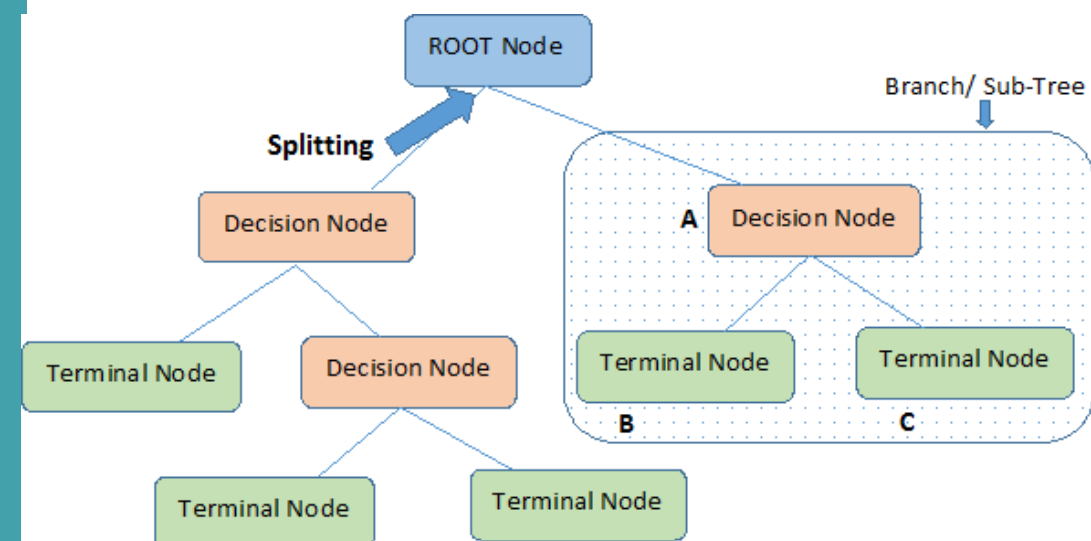 ROOT Node
Branch/ Sub-Tree
Splitting
Decision Node
A
Decision Node
Terminal Node
Decision Node
Terminal Node
Terminal Node
B
C
Terminal Node
Terminal Node